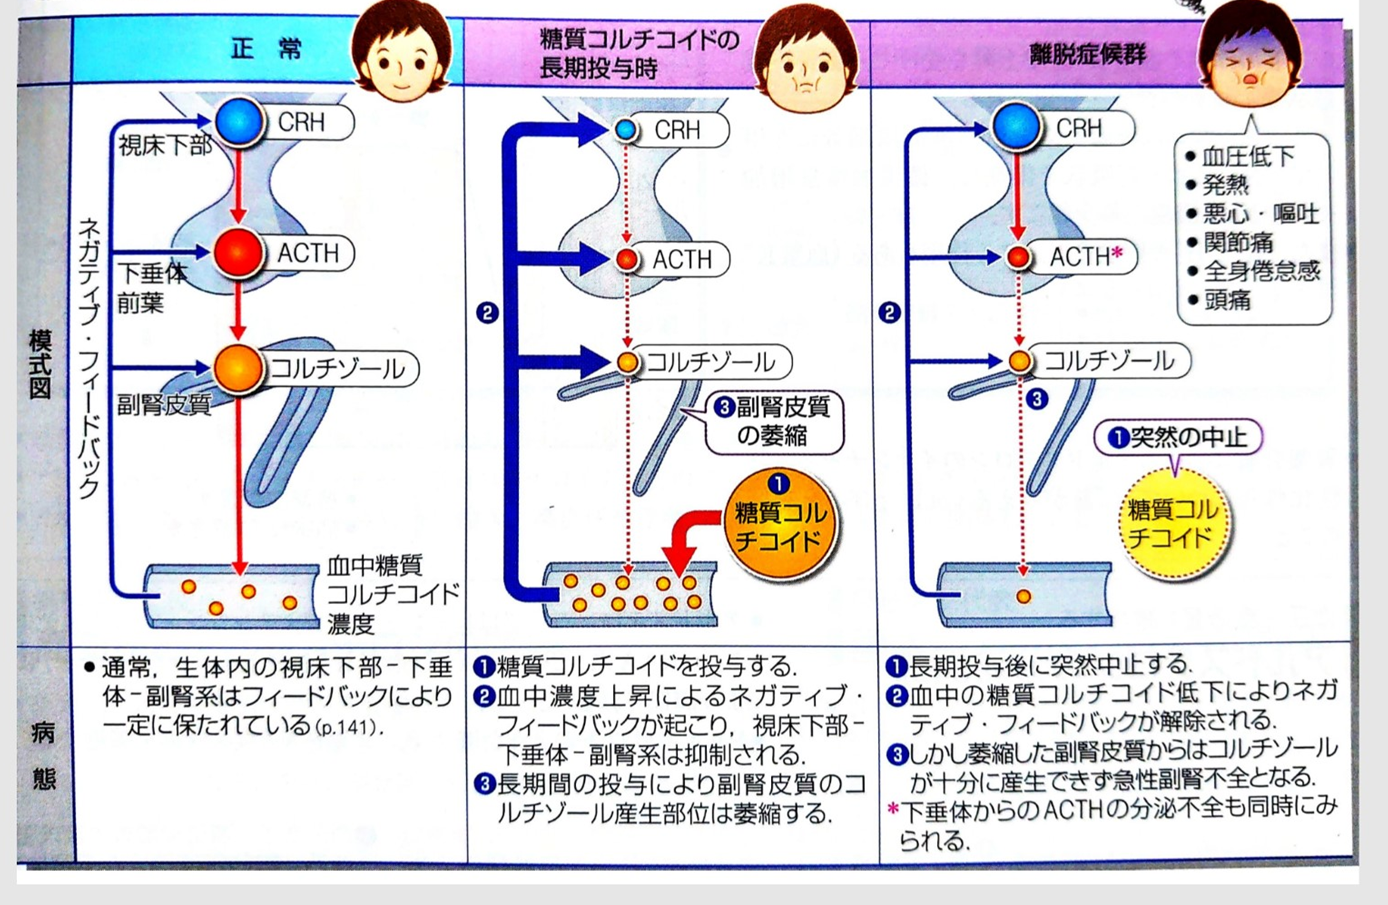 正常
糖質コルチコイドの
長期投与時
離脱症候群
模式図
ネガティブ・フィードバック
CRH
視床下部
ACTH
下垂体
前葉
コルチゾール
副腎皮質
血中糖質
コルチコイド
濃度
CRH
ACTH
❷
コルチゾール
❸副腎皮質
の萎縮
❶
糖質コル
チコイド
CRH
ACTH*
❷
コルチゾール
❸
●血圧低下
●発熱
●悪心・嘔吐
●関節痛
●全身倦怠感
●頭痛
❶突然の中止
糖質コル
チコイド
病態
●通常，生体内の視床下部－下垂
体－副腎系はフィードバックにより
一定に保たれている(p.141)．
❶糖質コルチコイドを投与する．
❷血中濃度上昇によるネガティブ・
フィードバックが起こり，視床下部－
下垂体－副腎系は抑制される．
❸長期間の投与により副腎皮質のコ
ルチゾール産生部位は萎縮する．
❶長期投与後に突然中止する．
❷血中の糖質コルチコイド低下によりネガ
ティブ・フィードバックが解除される．
❸しかし萎縮した副腎皮質からはコルチゾール
が十分に産生できず急性副腎不全となる．
*下垂体からのACTHの分泌不全も同時にみ
られる．